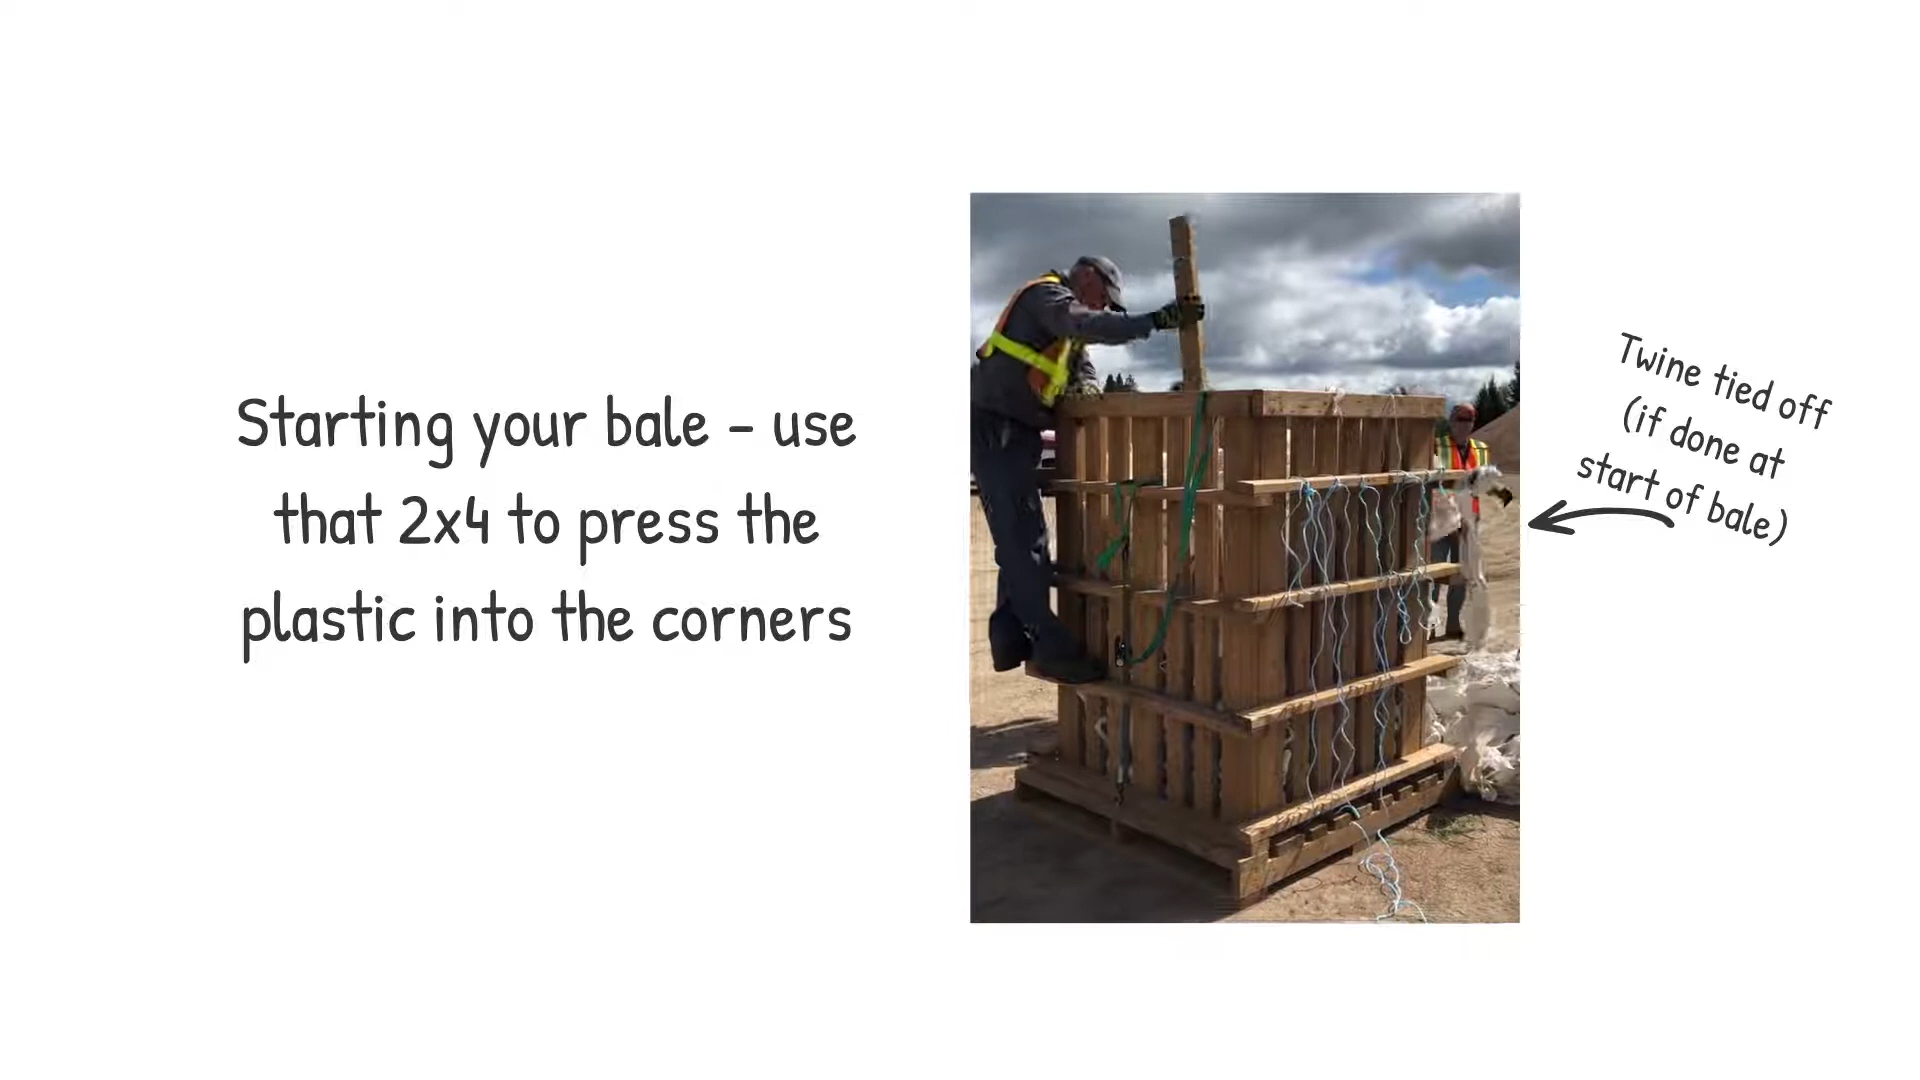 Starting your bale - use
that 2x4 to press the
plastic into the corners
Twine tied off
(if done at
start of bale)